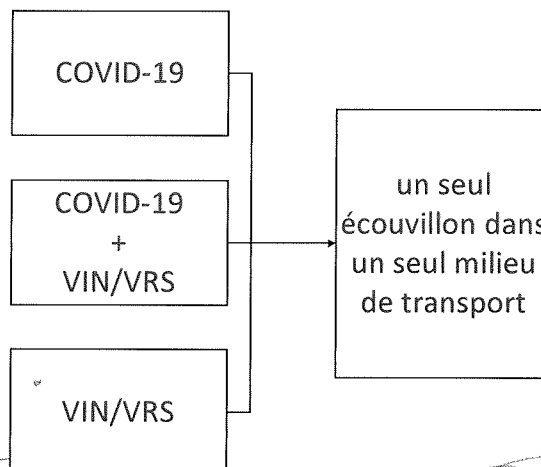 COVID-19
COVID-19
+
VIN/VRS
VIN/VRS
un seul
écouvillon dans
un seul milieu
de transport